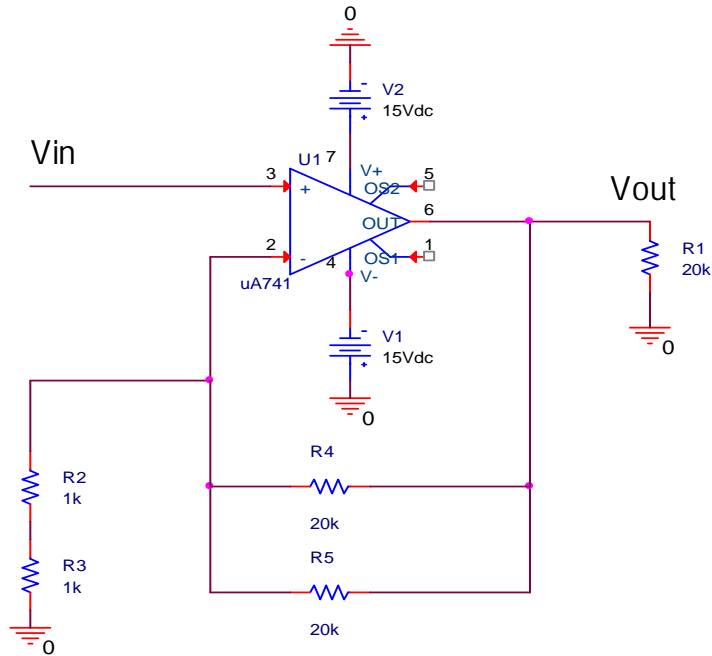 0
V2
15Vdc
-
+
Vin
U1
7
V+
3
+
OS2
5
Vout
6
OUT
2
-
4
OS1
1
V-
uA741
R1
20k
0
V1
15Vdc
-
+
0
R4
20k
R2
1k
R5
20k
R3
1k
0